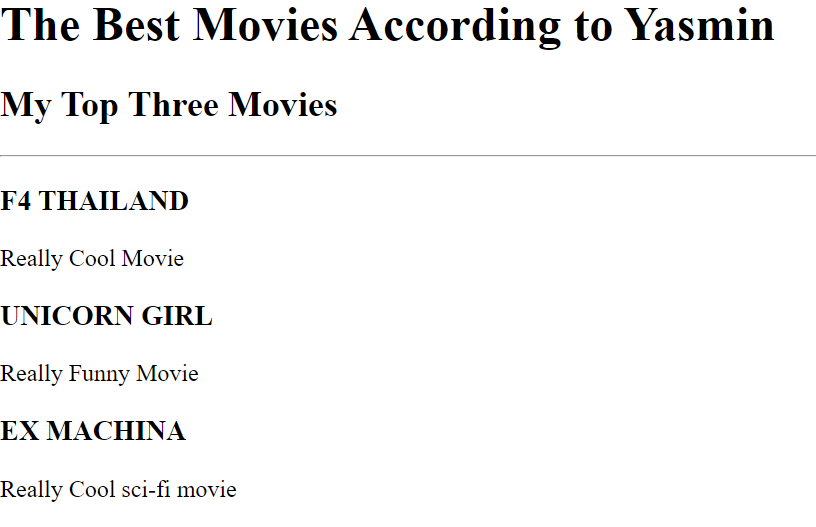 The Best Movies According to Yasmin
My Top Three Movies
F4 THAILAND
Really Cool Movie
UNICORN GIRL
Really Funny Movie
EX MACHINA
Really Cool sci-fi movie